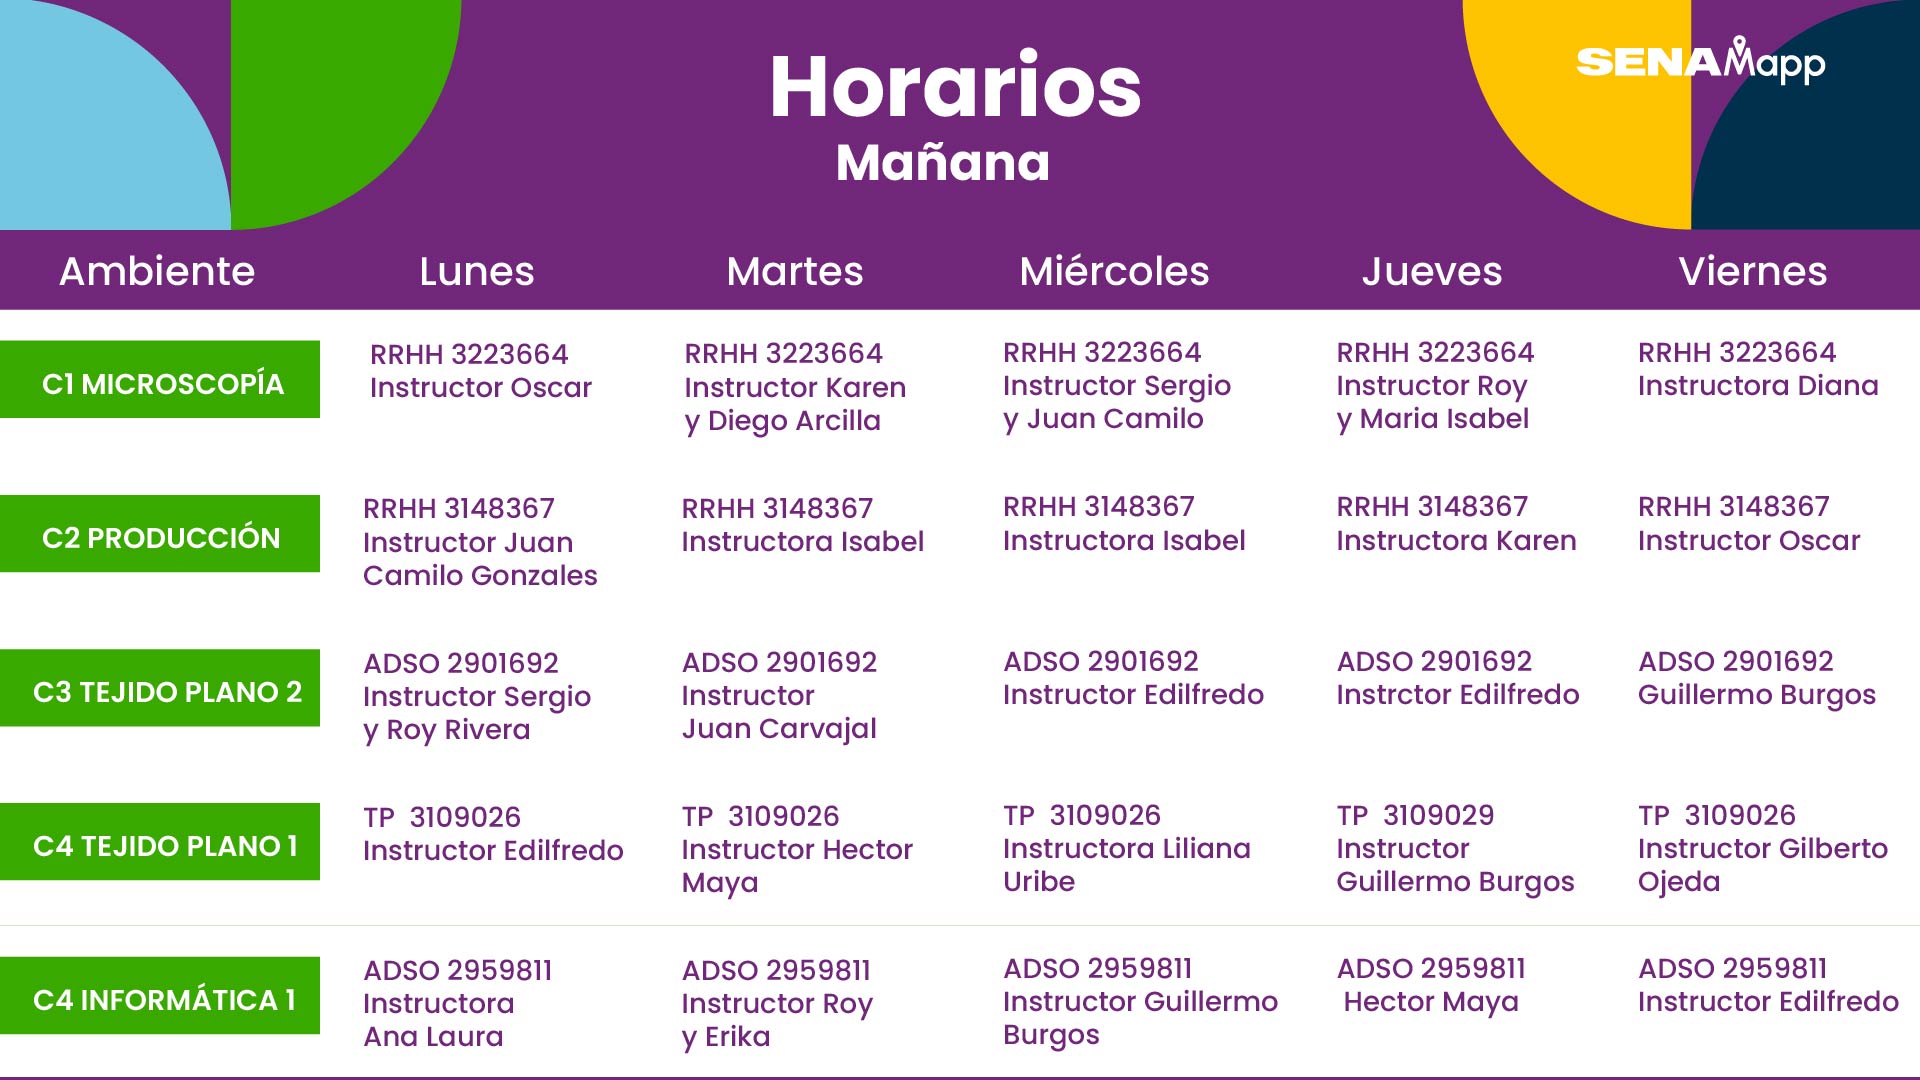 Horarios
Mañana
SENAMapp
Ambiente
Lunes
Martes
Miércoles
Jueves
Viernes
C1 MICROSCOPÍA
RRHH 3223664
Instructor Oscar
RRHH 3223664
Instructor Karen
y Diego Arcilla
RRHH 3223664
Instructor Sergio
y Juan Camilo
RRHH 3223664
Instructor Roy
y Maria Isabel
RRHH 3223664
Instructora Diana
C2 PRODUCCIÓN
RRHH 3148367
Instructor Juan
Camilo Gonzales
RRHH 3148367
Instructora Isabel
RRHH 3148367
Instructora Isabel
RRHH 3148367
Instructora Karen
RRHH 3148367
Instructor Oscar
C3 TEJIDO PLANO 2
ADSO 2901692
Instructor Sergio
y Roy Rivera
ADSO 2901692
Instructor
Juan Carvajal
ADSO 2901692
Instructor Edilfredo
ADSO 2901692
Instrctor Edilfredo
ADSO 2901692
Guillermo Burgos
C4 TEJIDO PLANO 1
TP  3109026
Instructor Edilfredo
TP  3109026
Instructor Hector
Maya
TP  3109026
Instructora Liliana
Uribe
TP  3109029
Instructor
Guillermo Burgos
TP  3109026
Instructor Gilberto
Ojeda
C4 INFORMÁTICA 1
ADSO 2959811
Instructora
Ana Laura
ADSO 2959811
Instructor Roy
y Erika
ADSO 2959811
Instructor Guillermo
Burgos
ADSO 2959811
Hector Maya
ADSO 2959811
Instructor Edilfredo